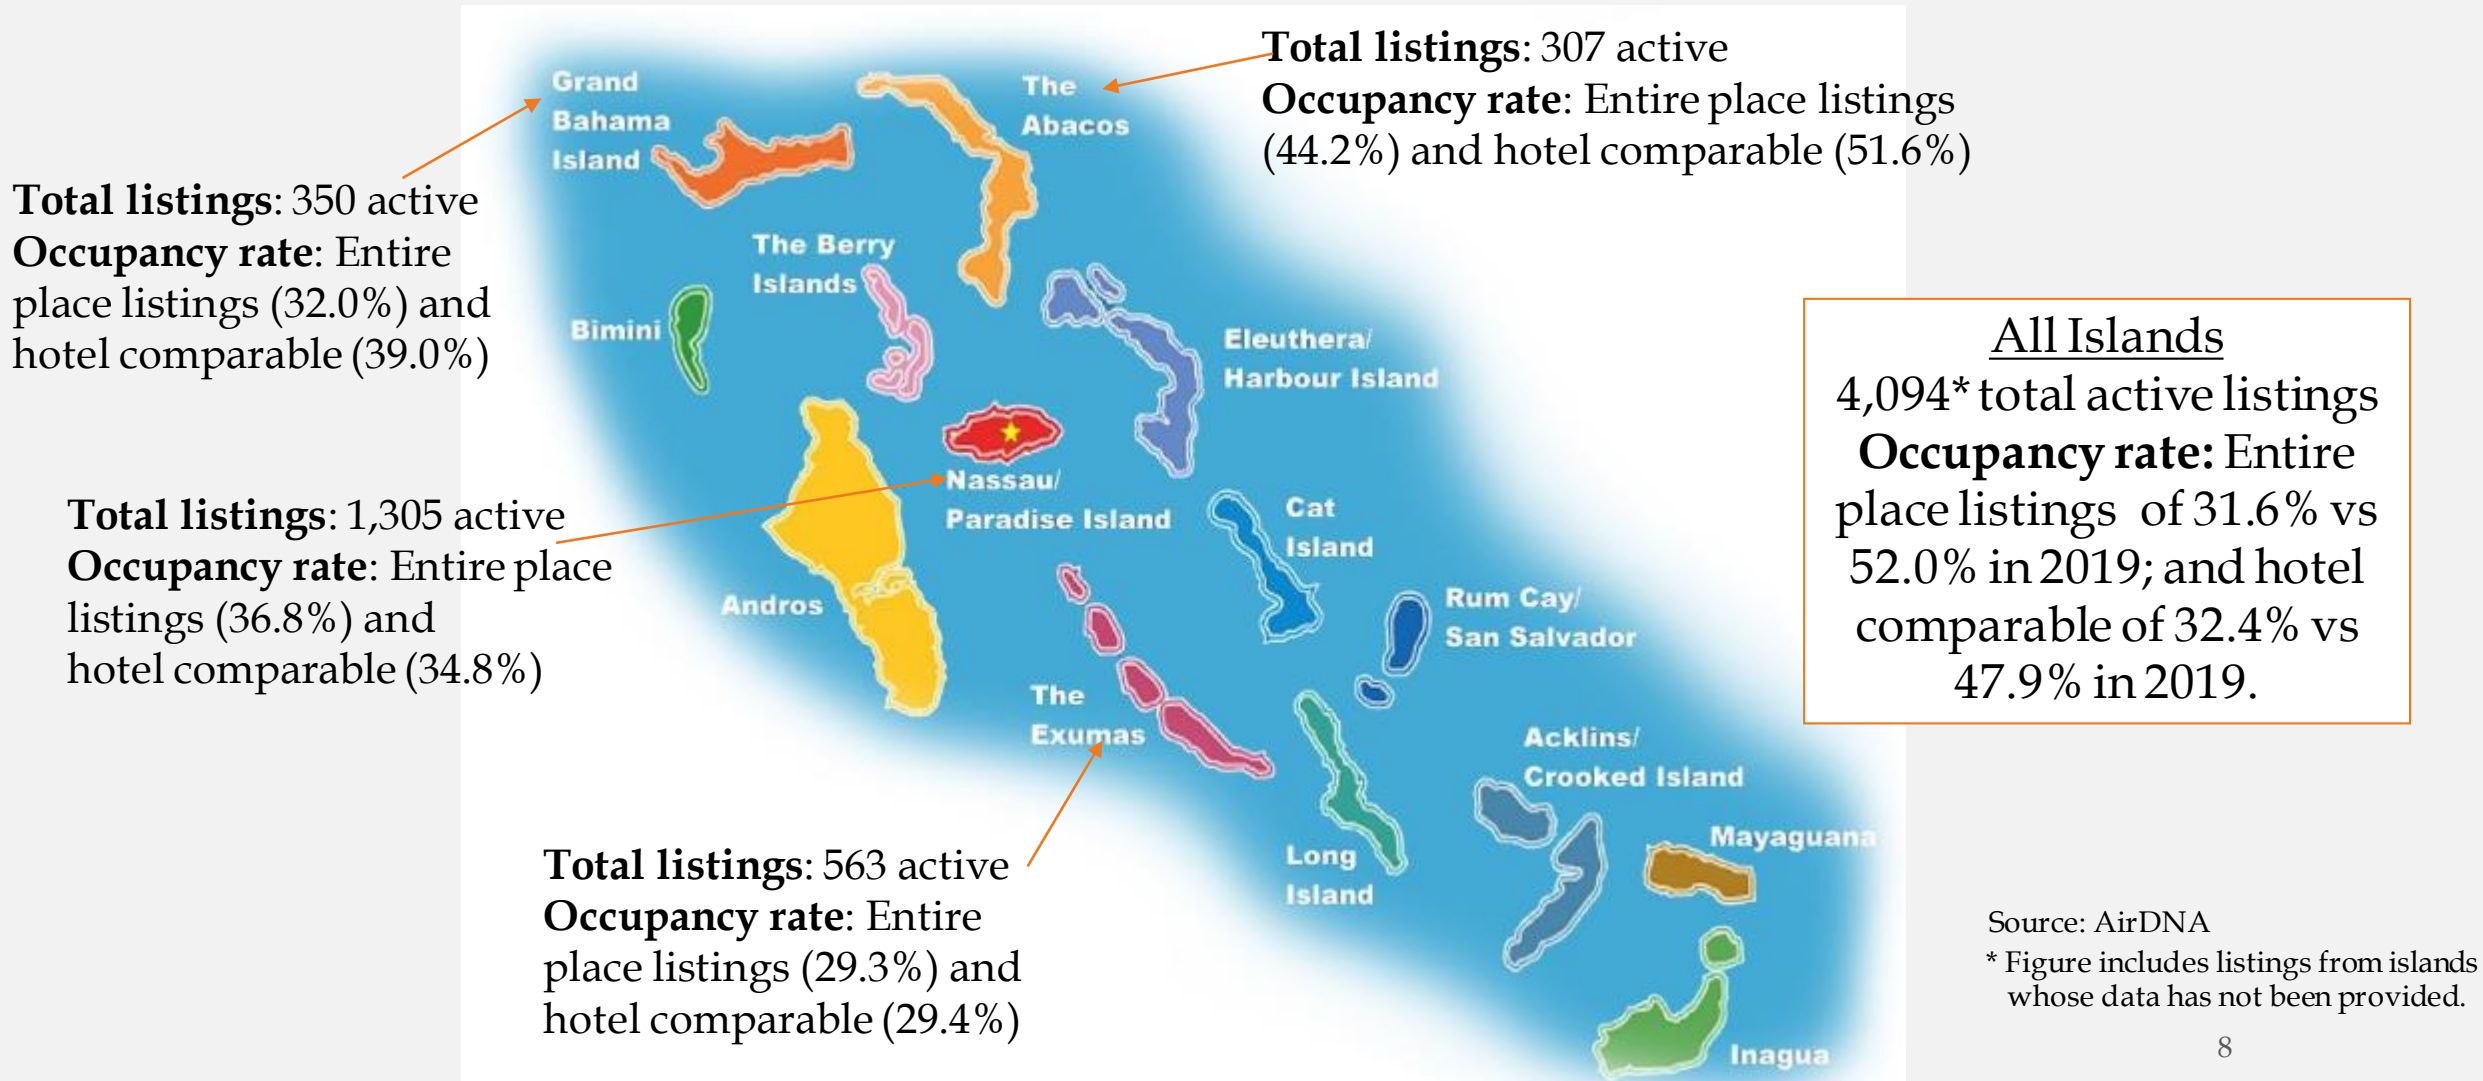 Total listings: 307 active
Occupancy rate: Entire place listings
(44.2%) and hotel comparable (51.6%)
Grand
Bahama
Island
The
Abacos
Total listings: 350 active
Occupancy rate: Entire
place listings (32.0%) and
hotel comparable (39.0%)
The Berry
Islands
Bimini
Eleuthera/
Harbour Island
All Islands
4,094* total active listings
Occupancy rate: Entire
place listings of 31.6% vs
52.0% in 2019; and hotel
comparable of 32.4% vs
47.9% in 2019.
Total listings: 1,305 active
Occupancy rate: Entire place
listings (36.8%) and
hotel comparable (34.8%)
Nassau/
Paradise Island
Cat
Island
Andros
Rum Cay/
San Salvador
The
Exumas
Acklins/
Crooked Island
Mayaguana
Long
Island
Total listings: 563 active
Occupancy rate: Entire
place listings (29.3%) and
hotel comparable (29.4%)
Inagua
Source: AirDNA
* Figure includes listings from islands
whose data has not been provided.
8